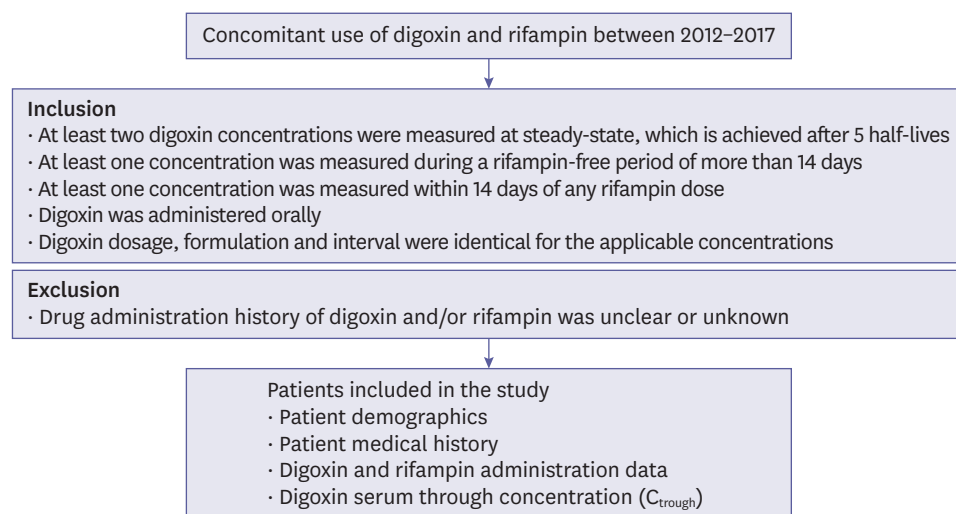 Concomitant use of digoxin and rifampin between 2012–2017
Inclusion
· At least two digoxin concentrations were measured at steady-state, which is achieved after 5 half-lives
· At least one concentration was measured during a rifampin-free period of more than 14 days
· At least one concentration was measured within 14 days of any rifampin dose
· Digoxin was administered orally
· Digoxin dosage, formulation and interval were identical for the applicable concentrations
Exclusion
· Drug administration history of digoxin and/or rifampin was unclear or unknown
Patients included in the study
· Patient demographics
· Patient medical history
· Digoxin and rifampin administration data
· Digoxin serum through concentration (Ctrough)